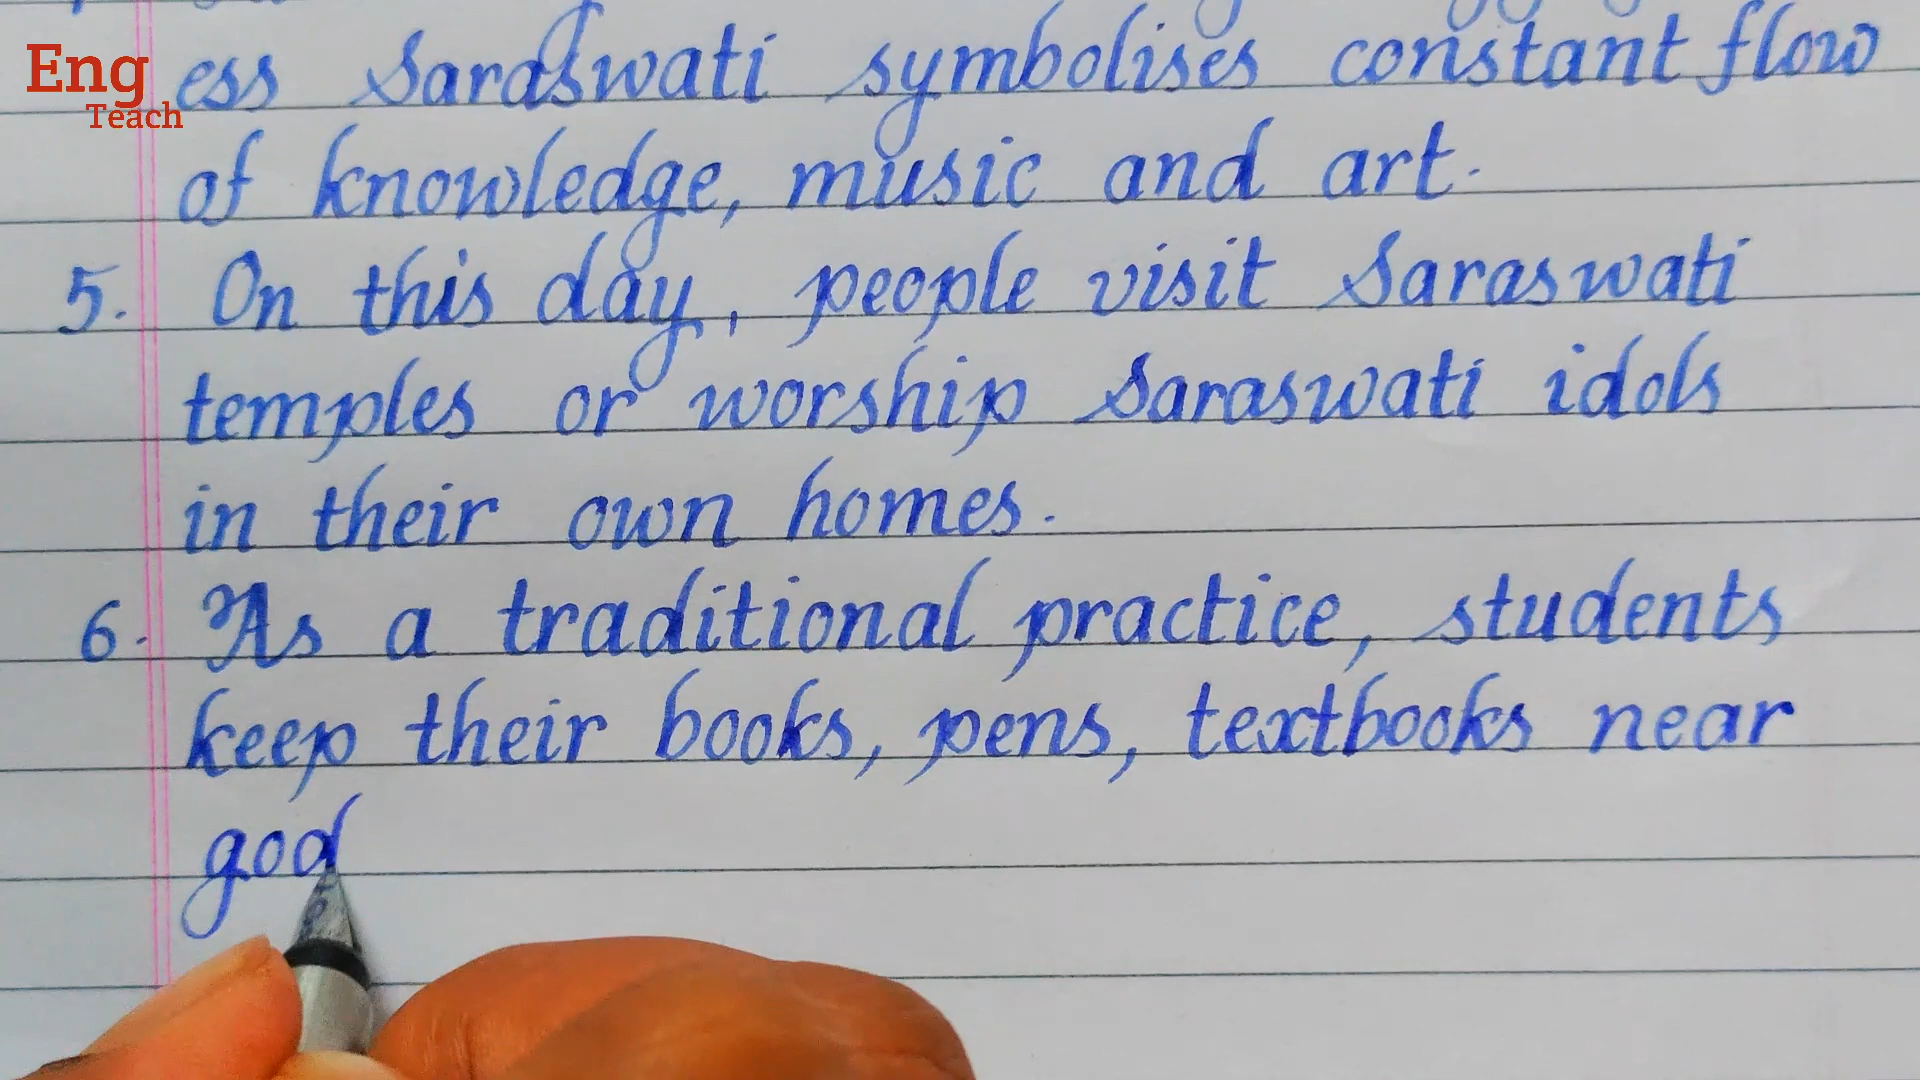 Eng
Teach
ess Saraswati symbolises constant flow
of knowledge, music and art.
5. On this day, people visit Saraswati
temples or worship Saraswati idols
in their own homes.
6. As a traditional practice, students
keep their books, pens, textbooks near
god